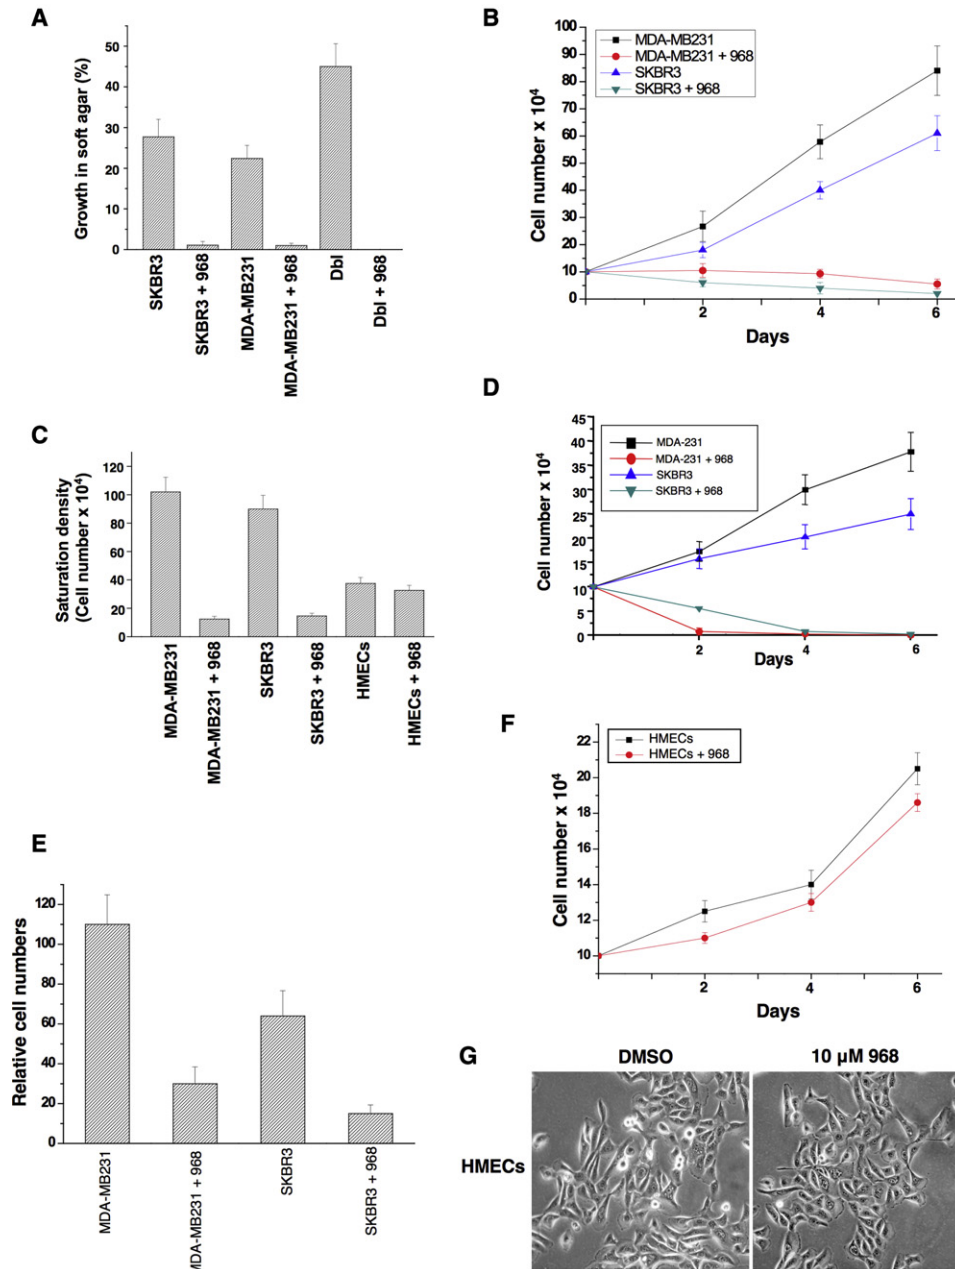 A
Growth in soft agar (%)
50
40
30
20
10
0
SKBR3
SKBR3 + 968
MDA-MB231
MDA-MB231 + 968
Dbl
Dbl + 968
B
Cell number x 10⁴
100
90
80
70
60
50
40
30
20
10
0
MDA-MB231
MDA-MB231 + 968
SKBR3
SKBR3 + 968
2
4
6
Days
C
Saturation density
(Cell number x 10⁴)
120
100
80
60
40
20
0
MDA-MB231
MDA-MB231 + 968
SKBR3
SKBR3 + 968
HMECs
HMECs + 968
D
Cell number x 10⁴
45
40
35
30
25
20
15
10
5
0
MDA-231
MDA-231 + 968
SKBR3
SKBR3 + 968
2
4
6
Days
E
Relative cell numbers
120
100
80
60
40
20
0
MDA-MB231
MDA-MB231 + 968
SKBR3
SKBR3 + 968
F
Cell number x 10⁴
22
20
18
16
14
12
10
HMECs
HMECs + 968
2
4
6
Days
G
DMSO
10 µM 968
HMECs